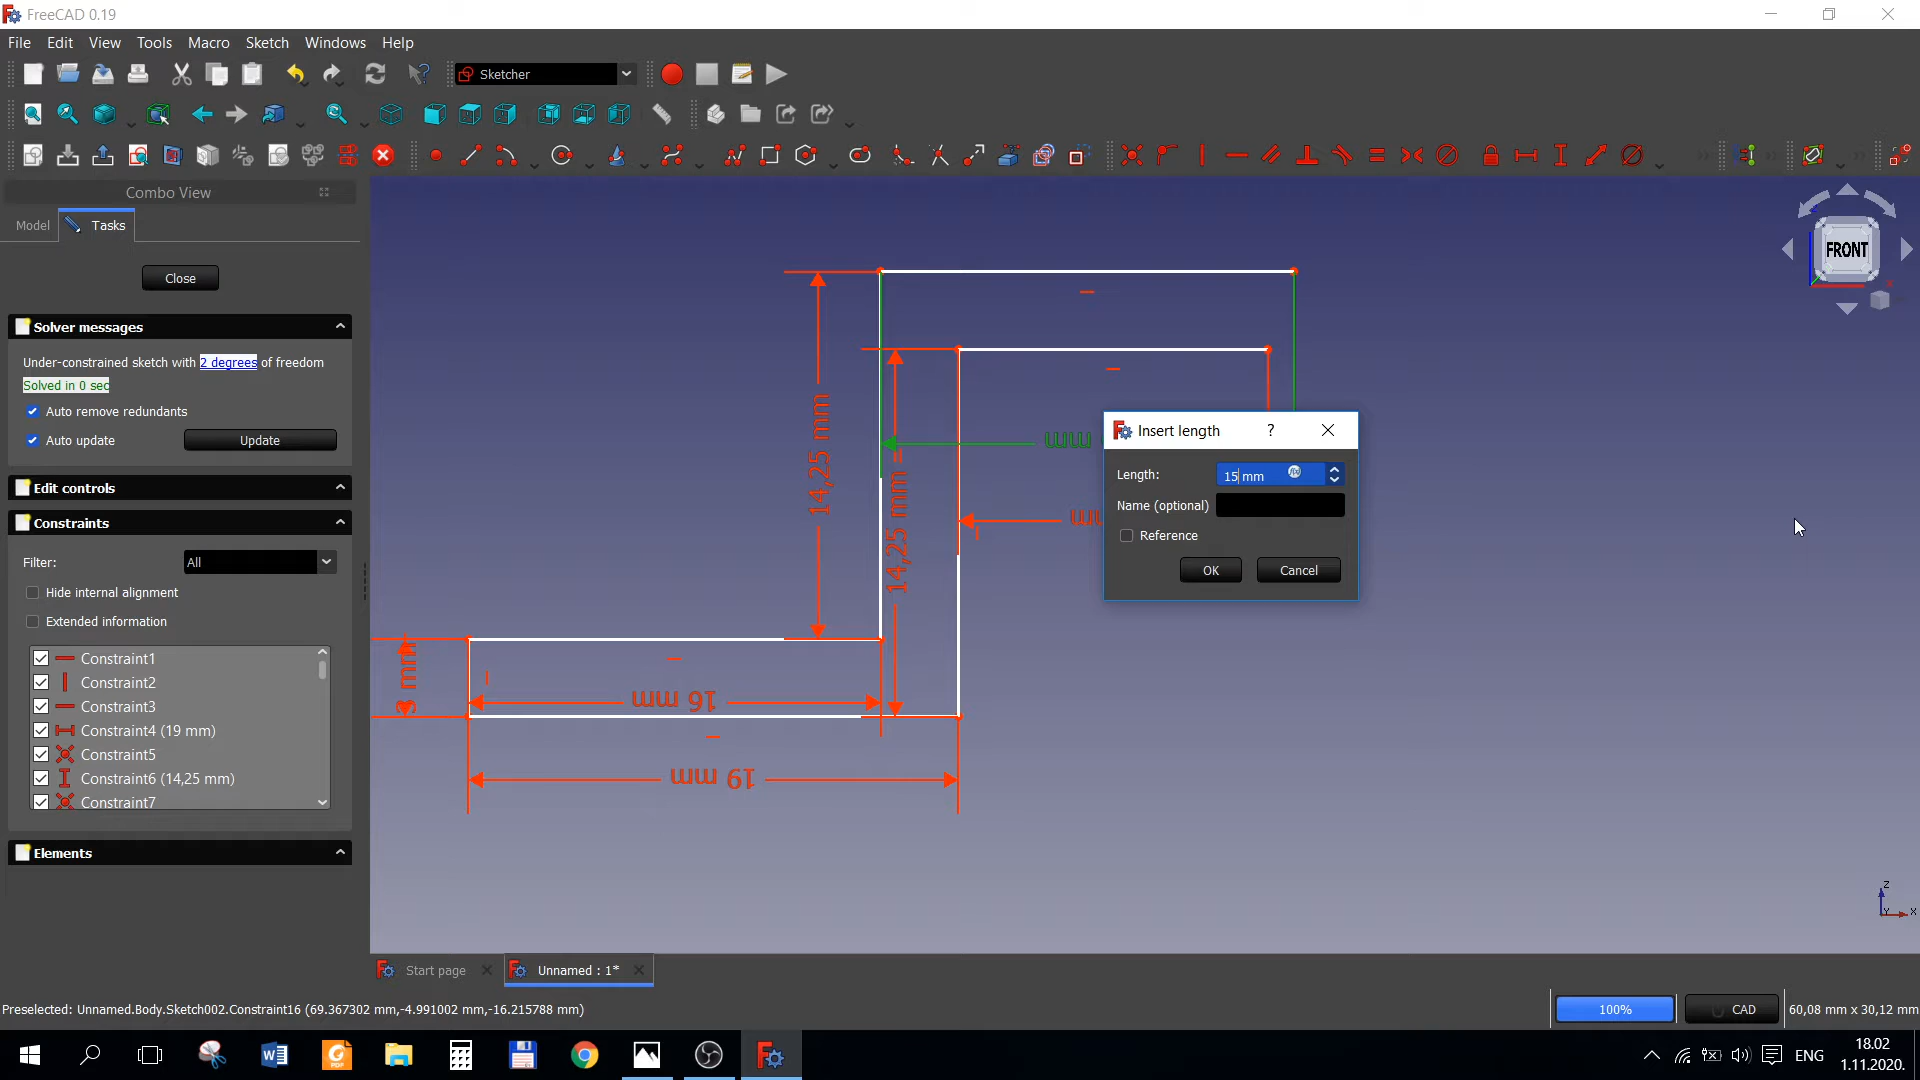 FreeCAD 0.19
File Edit View Tools Macro Sketch Windows Help
Sketcher
Combo View
Model Tasks
Close
Solver messages
Under-constrained sketch with 2 degrees of freedom
Solved in 0 sec
Auto remove redundants
Auto update Update
Edit controls
Constraints
Filter: All
Hide internal alignment
Extended information
Constraint1
Constraint2
Constraint3
Constraint4 (19 mm)
Constraint5
Constraint6 (14,25 mm)
Constraint7
Elements
14,25 mm
14,25 mm
mm
mm
3 mm
16 mm
19 mm
FRONT
Insert length ?
Length: 15 mm
Name (optional)
Reference
OK Cancel
Z
Y X
Start page Unnamed : 1*
Preselected: Unnamed.Body.Sketch002.Constraint16 (69.367302 mm,-4.991002 mm,-16.215788 mm)
100% CAD 60,08 mm x 30,12 mm
ENG
18.02
1.11.2020.